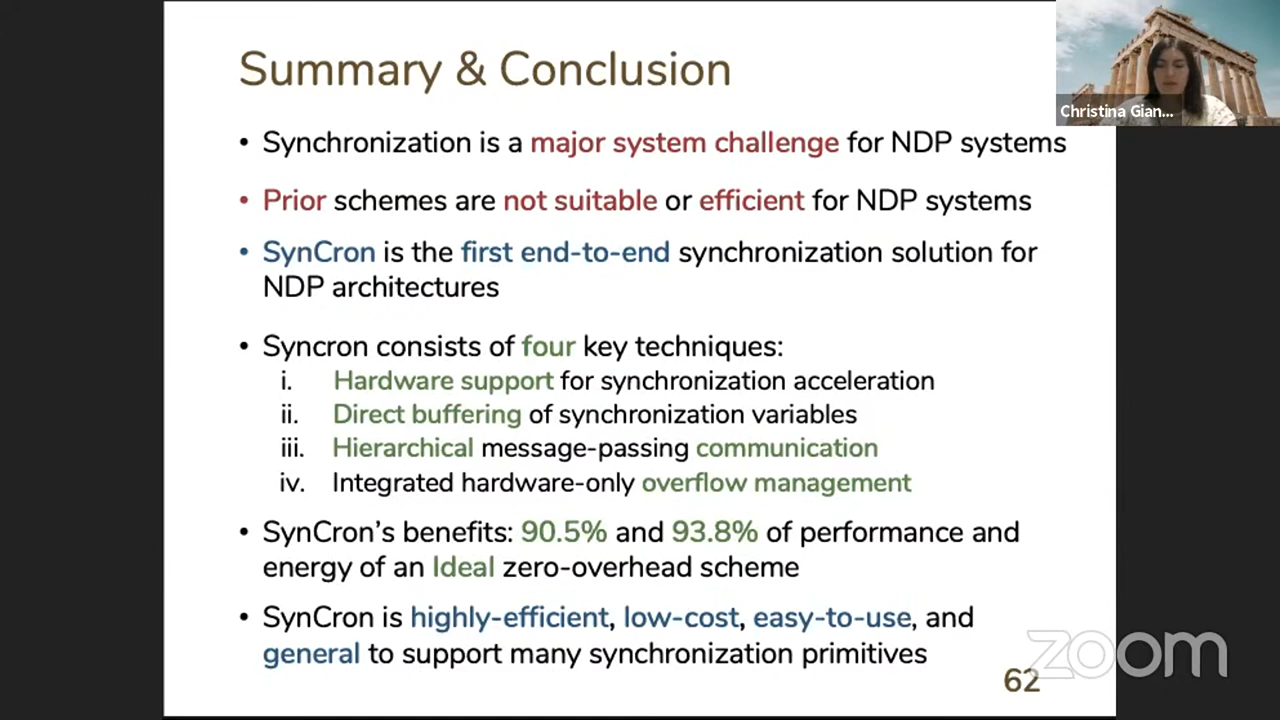 Summary & Conclusion
Christina Gian...
• Synchronization is a major system challenge for NDP systems
• Prior schemes are not suitable or efficient for NDP systems
• SynCron is the first end-to-end synchronization solution for
NDP architectures
• Syncron consists of four key techniques:
i. Hardware support for synchronization acceleration
ii. Direct buffering of synchronization variables
iii. Hierarchical message-passing communication
iv. Integrated hardware-only overflow management
• SynCron’s benefits: 90.5% and 93.8% of performance and
energy of an Ideal zero-overhead scheme
• SynCron is highly-efficient, low-cost, easy-to-use, and
general to support many synchronization primitives
62
zoom